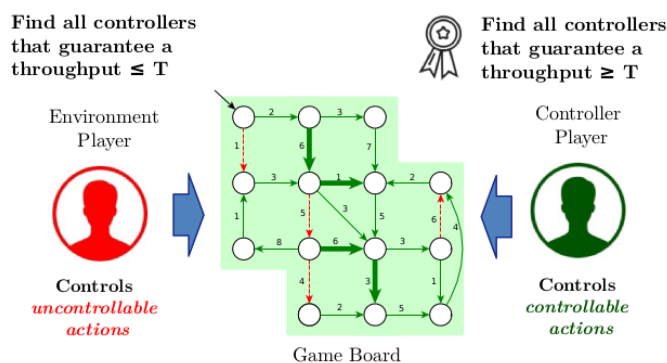 Find all controllers
that guarantee a
throughput ≤ T
Find all controllers
that guarantee a
throughput ≥ T
Environment
Player
Controller
Player
2
3
1
6
7
3
1
2
1
5
3
5
6
4
8
6
3
4
3
1
2
5
Controls
uncontrollable
actions
Controls
controllable
actions
Game Board